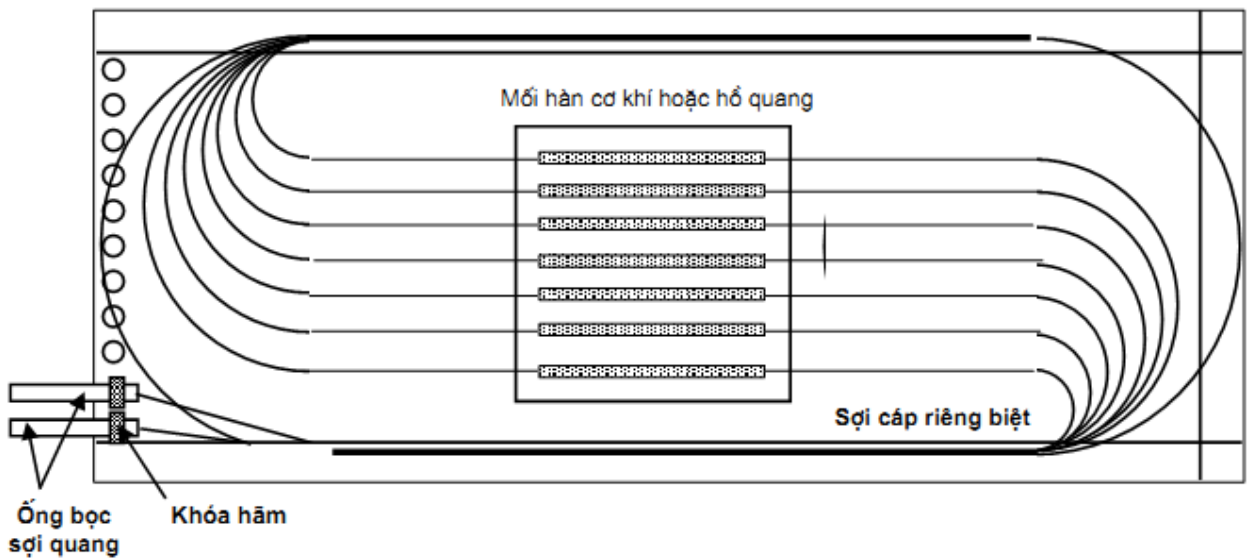 Mối hàn cơ khí hoặc hồ quang
Sợi cáp riêng biệt
Ống bọc
sợi quang
Khóa hãm